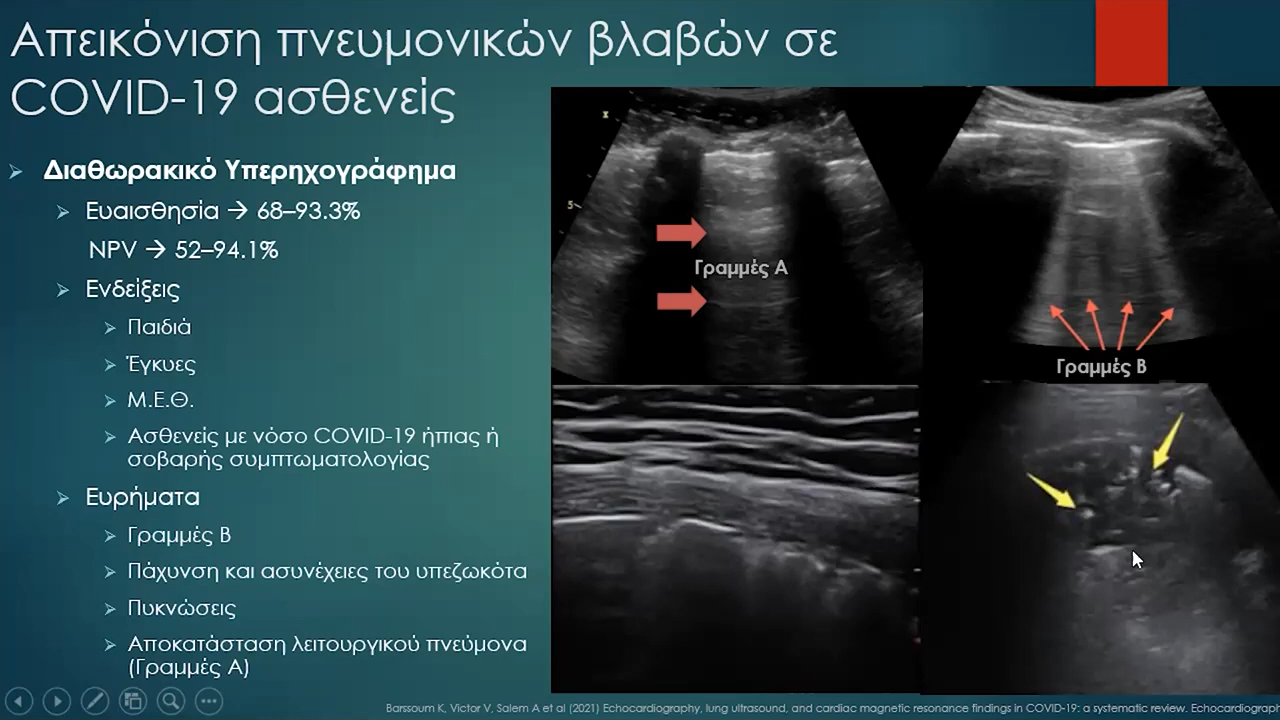 Απεικόνιση πνευμονικών βλαβών σε
COVID-19 ασθενείς
Διαθωρακικό Υπερηχογράφημα
Ευαισθησία → 68–93.3%
NPV → 52–94.1%
Ενδείξεις
Παιδιά
Έγκυες
Μ.Ε.Θ.
Ασθενείς με νόσο COVID-19 ήπιας ή
σοβαρής συμπτωματολογίας
Ευρήματα
Γραμμές Β
Πάχυνση και ασυνέχειες του υπεζωκότα
Πυκνώσεις
Αποκατάσταση λειτουργικού πνεύμονα
(Γραμμές Α)
x
5
Γραμμές Α
Γραμμές Β
Barssoum K, Victor V, Salem A et al (2021) Echocardiography, lung ultrasound, and cardiac magnetic resonance findings in COVID-19: a systematic review. Echocardiograph